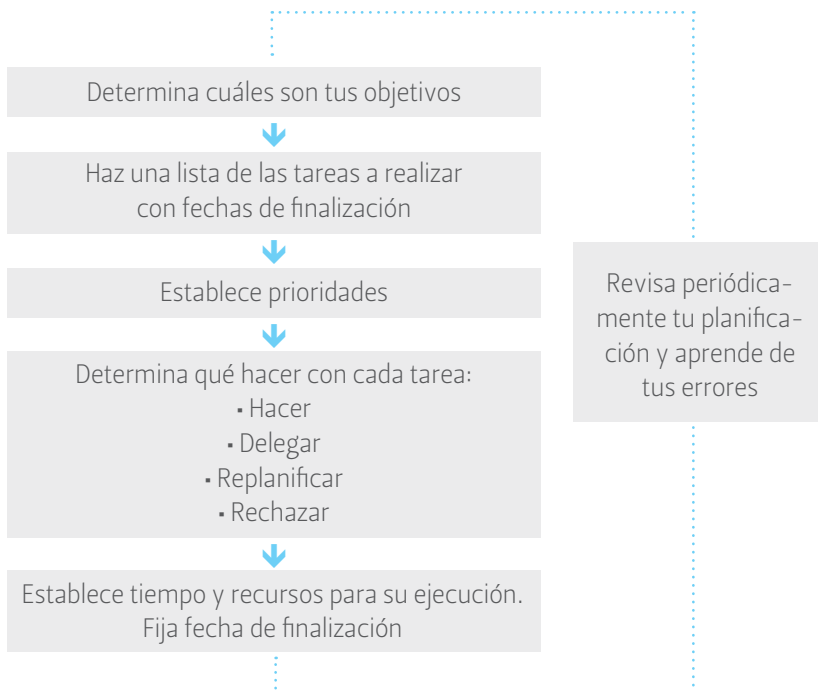 Determina cuáles son tus objetivos
Haz una lista de las tareas a realizar
con fechas de finalización
Establece prioridades
Determina qué hacer con cada tarea:
▪ Hacer
▪ Delegar
▪ Replanificar
▪ Rechazar
Establece tiempo y recursos para su ejecución.
Fija fecha de finalización
Revisa periódica-
mente tu planifica-
ción y aprende de
tus errores